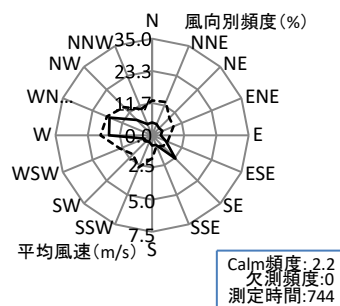 N
風向別頻度(%)
35.0
NNW
NNE
NW
NE
23.3
WN...
ENE
11.7
W
0.0
E
WSW
2.5
ESE
SW
5.0
SE
SSW
SSE
平均風速(m/s)
7.5
S
Calm頻度: 2.2
欠測頻度:0
測定時間:744